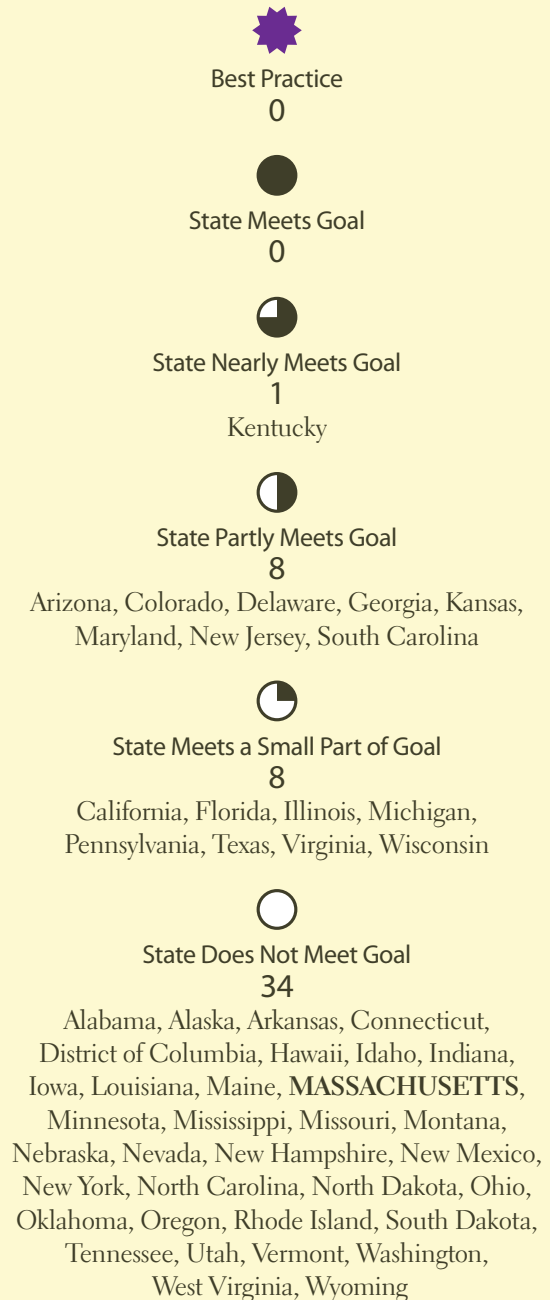 Best Practice
0
State Meets Goal
0
State Nearly Meets Goal
1
Kentucky
State Partly Meets Goal
8
Arizona, Colorado, Delaware, Georgia, Kansas,
Maryland, New Jersey, South Carolina
State Meets a Small Part of Goal
8
California, Florida, Illinois, Michigan,
Pennsylvania, Texas, Virginia, Wisconsin
State Does Not Meet Goal
34
Alabama, Alaska, Arkansas, Connecticut,
District of Columbia, Hawaii, Idaho, Indiana,
Iowa, Louisiana, Maine, MASSACHUSETTS,
Minnesota, Mississippi, Missouri, Montana,
Nebraska, Nevada, New Hampshire, New Mexico,
New York, North Carolina, North Dakota, Ohio,
Oklahoma, Oregon, Rhode Island, South Dakota,
Tennessee, Utah, Vermont, Washington,
West Virginia, Wyoming